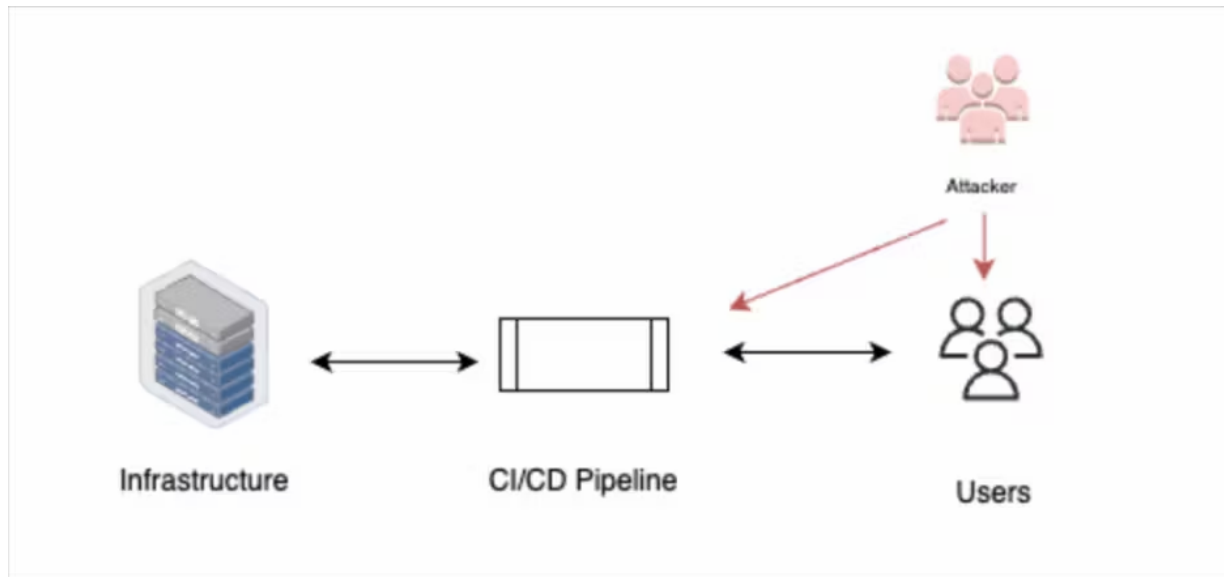 Attacker
Infrastructure
CI/CD Pipeline
Users